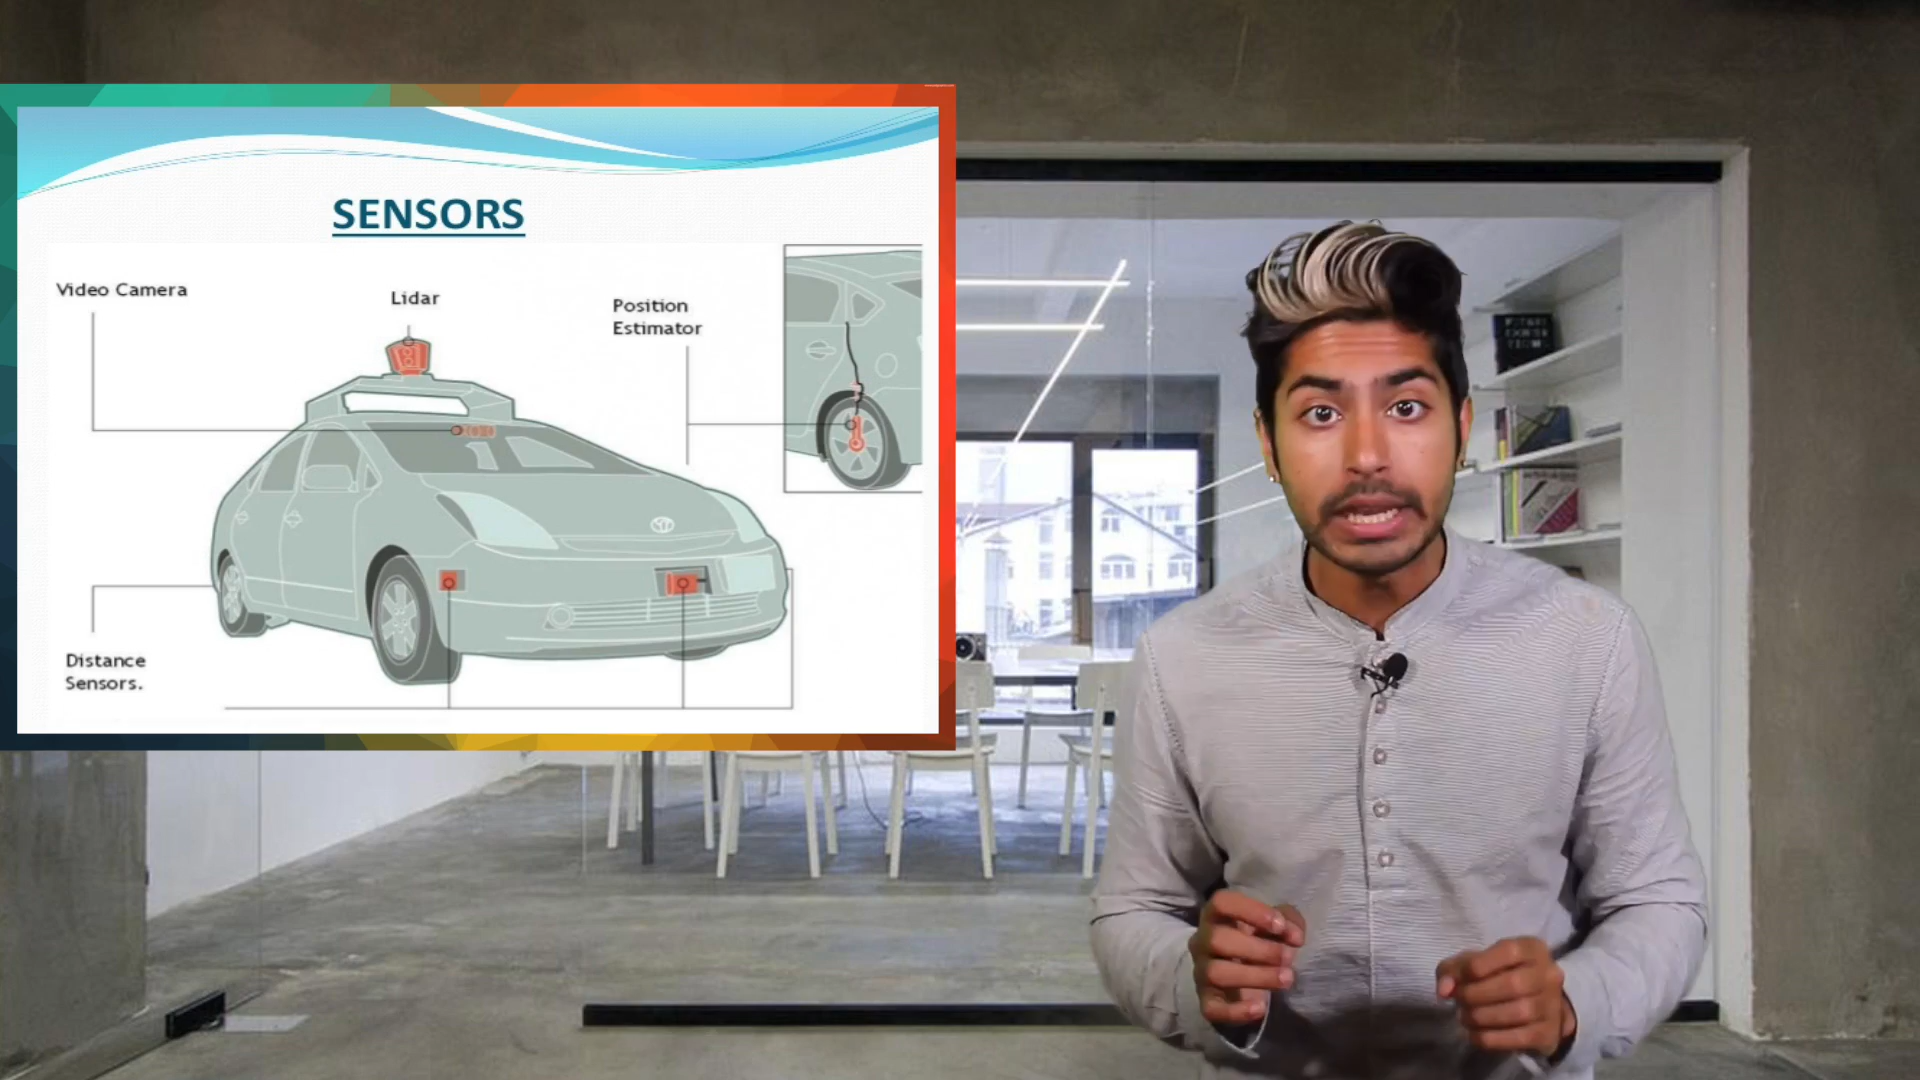 SENSORS
Video Camera
Lidar
Position
Estimator
Distance
Sensors.